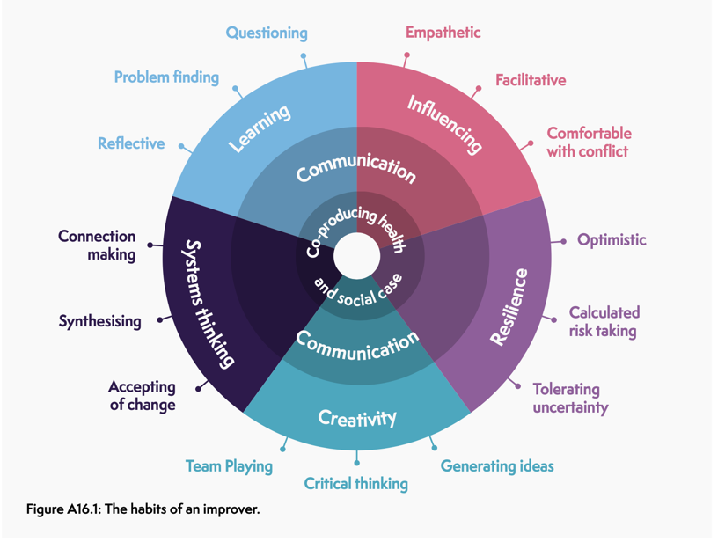 Questioning
Empathetic
Problem finding
Facilitative
Reflective
Comfortable
with conflict
Learning
Influencing
Communication
Co-producing health
and social case
Connection
making
Optimistic
Synthesising
Systems thinking
Resilience
Calculated
risk taking
Communication
Accepting
of change
Tolerating
uncertainty
Creativity
Team Playing
Critical thinking
Generating ideas
Figure A16.1: The habits of an improver.